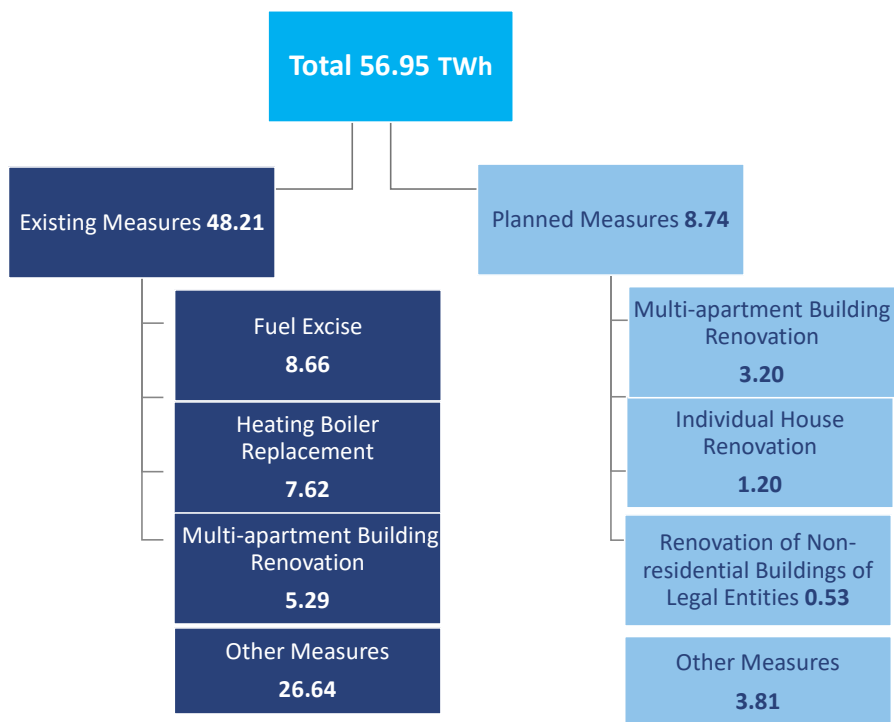 Total 56.95 TWh
Existing Measures 48.21
Fuel Excise
8.66
Heating Boiler
Replacement
7.62
Multi-apartment Building
Renovation
5.29
Other Measures
26.64
Planned Measures 8.74
Multi-apartment Building
Renovation
3.20
Individual House
Renovation
1.20
Renovation of Non-
residential Buildings of
Legal Entities 0.53
Other Measures
3.81